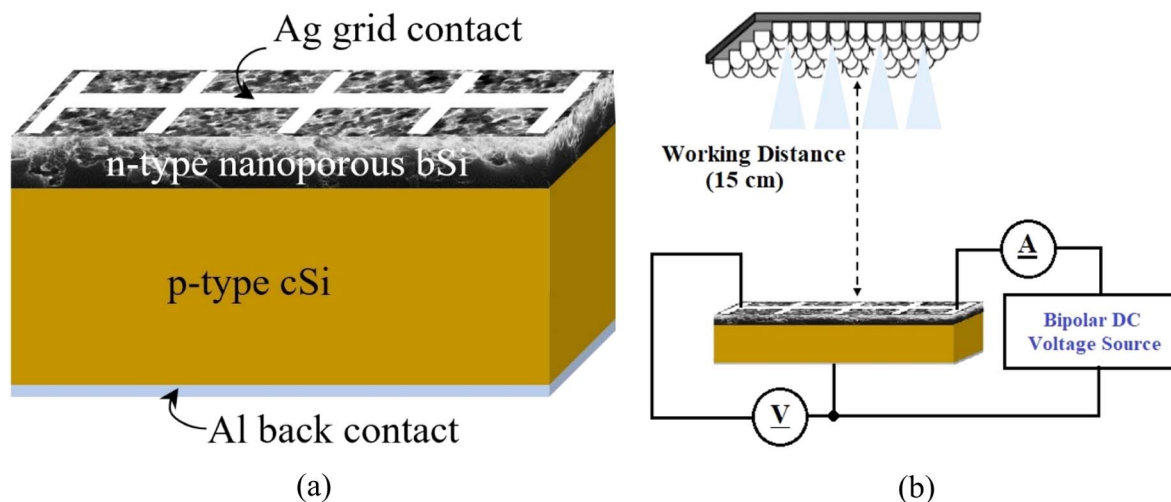 Ag grid contact
n-type nanoporous bSi
p-type cSi
Al back contact
(a)
Working Distance
(15 cm)
A
Bipolar DC
Voltage Source
V
(b)